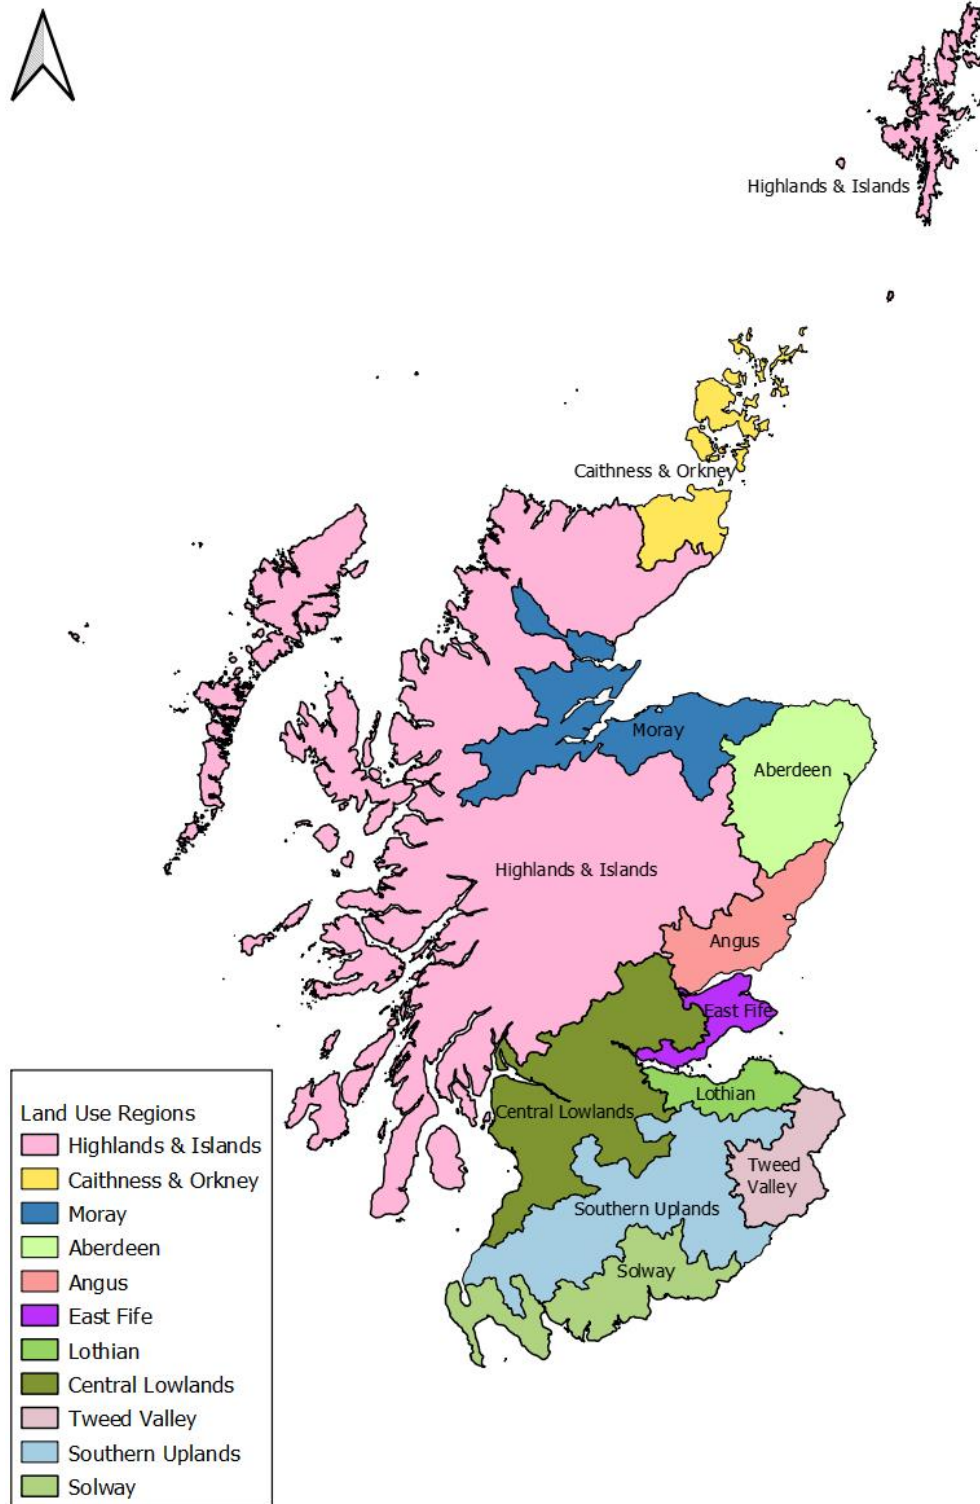 Highlands & Islands
Caithness & Orkney
Moray
Aberdeen
Highlands & Islands
Angus
East Fife
Lothian
Central Lowlands
Tweed
Valley
Southern Uplands
Solway
Land Use Regions
Highlands & Islands
Caithness & Orkney
Moray
Aberdeen
Angus
East Fife
Lothian
Central Lowlands
Tweed Valley
Southern Uplands
Solway